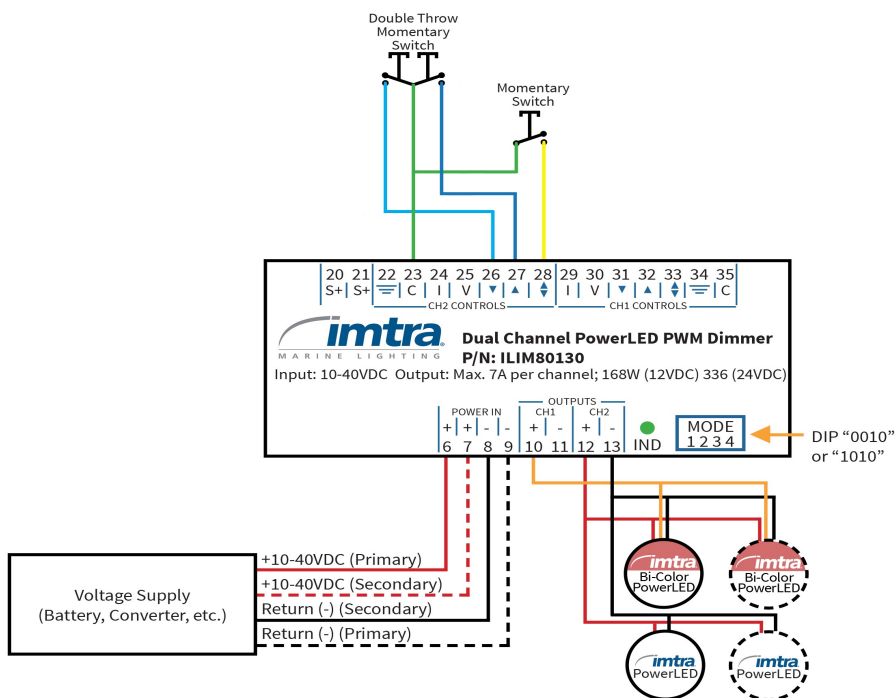 Double Throw
Momentary
Switch
Momentary
Switch
20 21 22 23 24 25 26 27 28 29 30 31 32 33 34 35
S+ S+ C I V I V C
CH2 CONTROLS CH1 CONTROLS
imtra
MARINE LIGHTING
Dual Channel PowerLED PWM Dimmer
P/N: ILIM80130
Input: 10-40VDC Output: Max. 7A per channel; 168W (12VDC) 336 (24VDC)
OUTPUTS
POWER IN CH1 CH2
+ + - - + - + -
6 7 8 9 10 11 12 13
IND
MODE
1 2 3 4
DIP “0010”
or “1010”
+10-40VDC (Primary)
+10-40VDC (Secondary)
Return (-) (Secondary)
Return (-) (Primary)
Voltage Supply
(Battery, Converter, etc.)
imtra
Bi-Color
PowerLED
imtra
Bi-Color
PowerLED
imtra
PowerLED
imtra
PowerLED